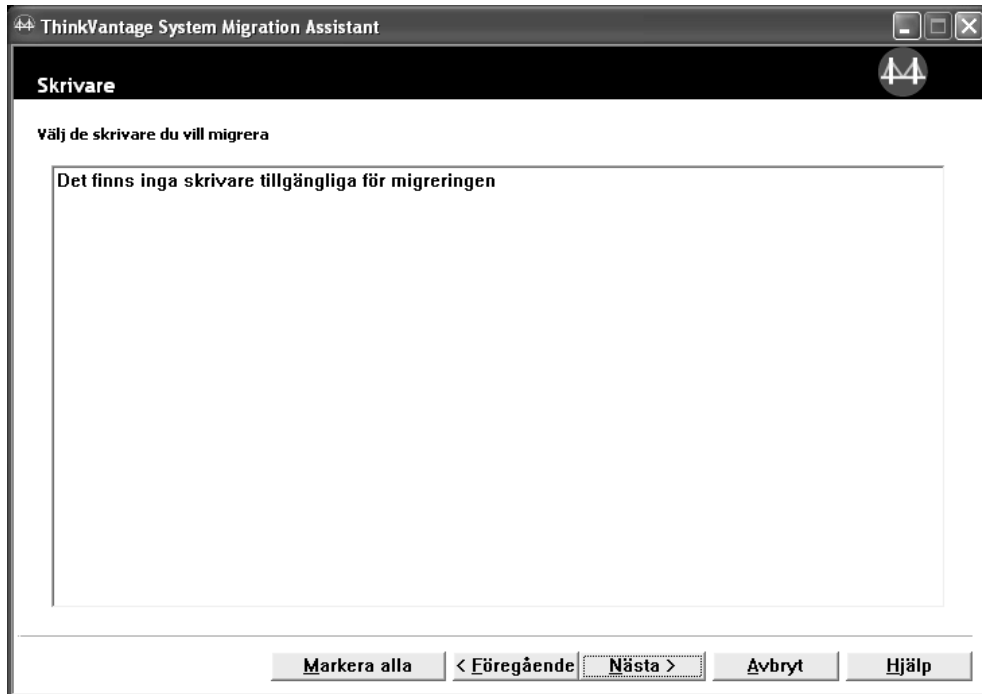 ThinkVantage System Migration Assistant
Skrivare
Välj de skrivare du vill migrera
Det finns inga skrivare tillgängliga för migreringen
Markera alla
< Föregående
Nästa >
Avbryt
Hjälp